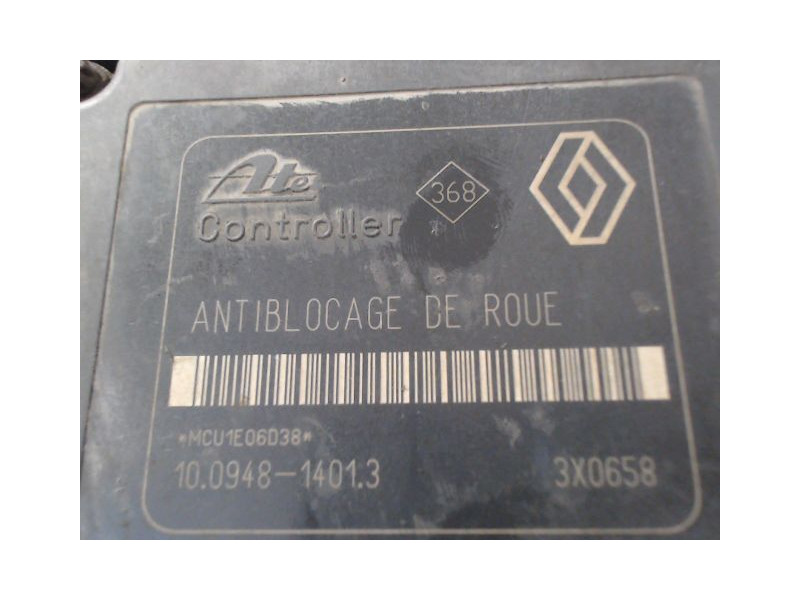 Ate
Controller
368
ANTIBLOCAGE DE ROUE
*MCU1E06D38*
10.0948-1401.3 3X0658